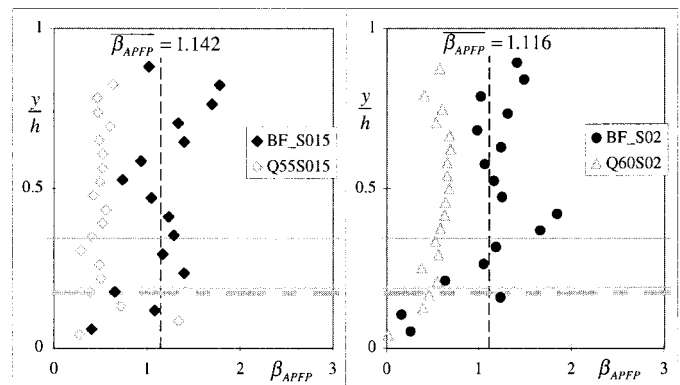 1
β_APFP = 1.142
y/h
◆ BF_S015
◇ Q55S015
0.5
0
0 1 2 β_APFP 3
1
β_APFP = 1.116
y/h
● BF_S02
△ Q60S02
0.5
0
0 1 2 β_APFP 3